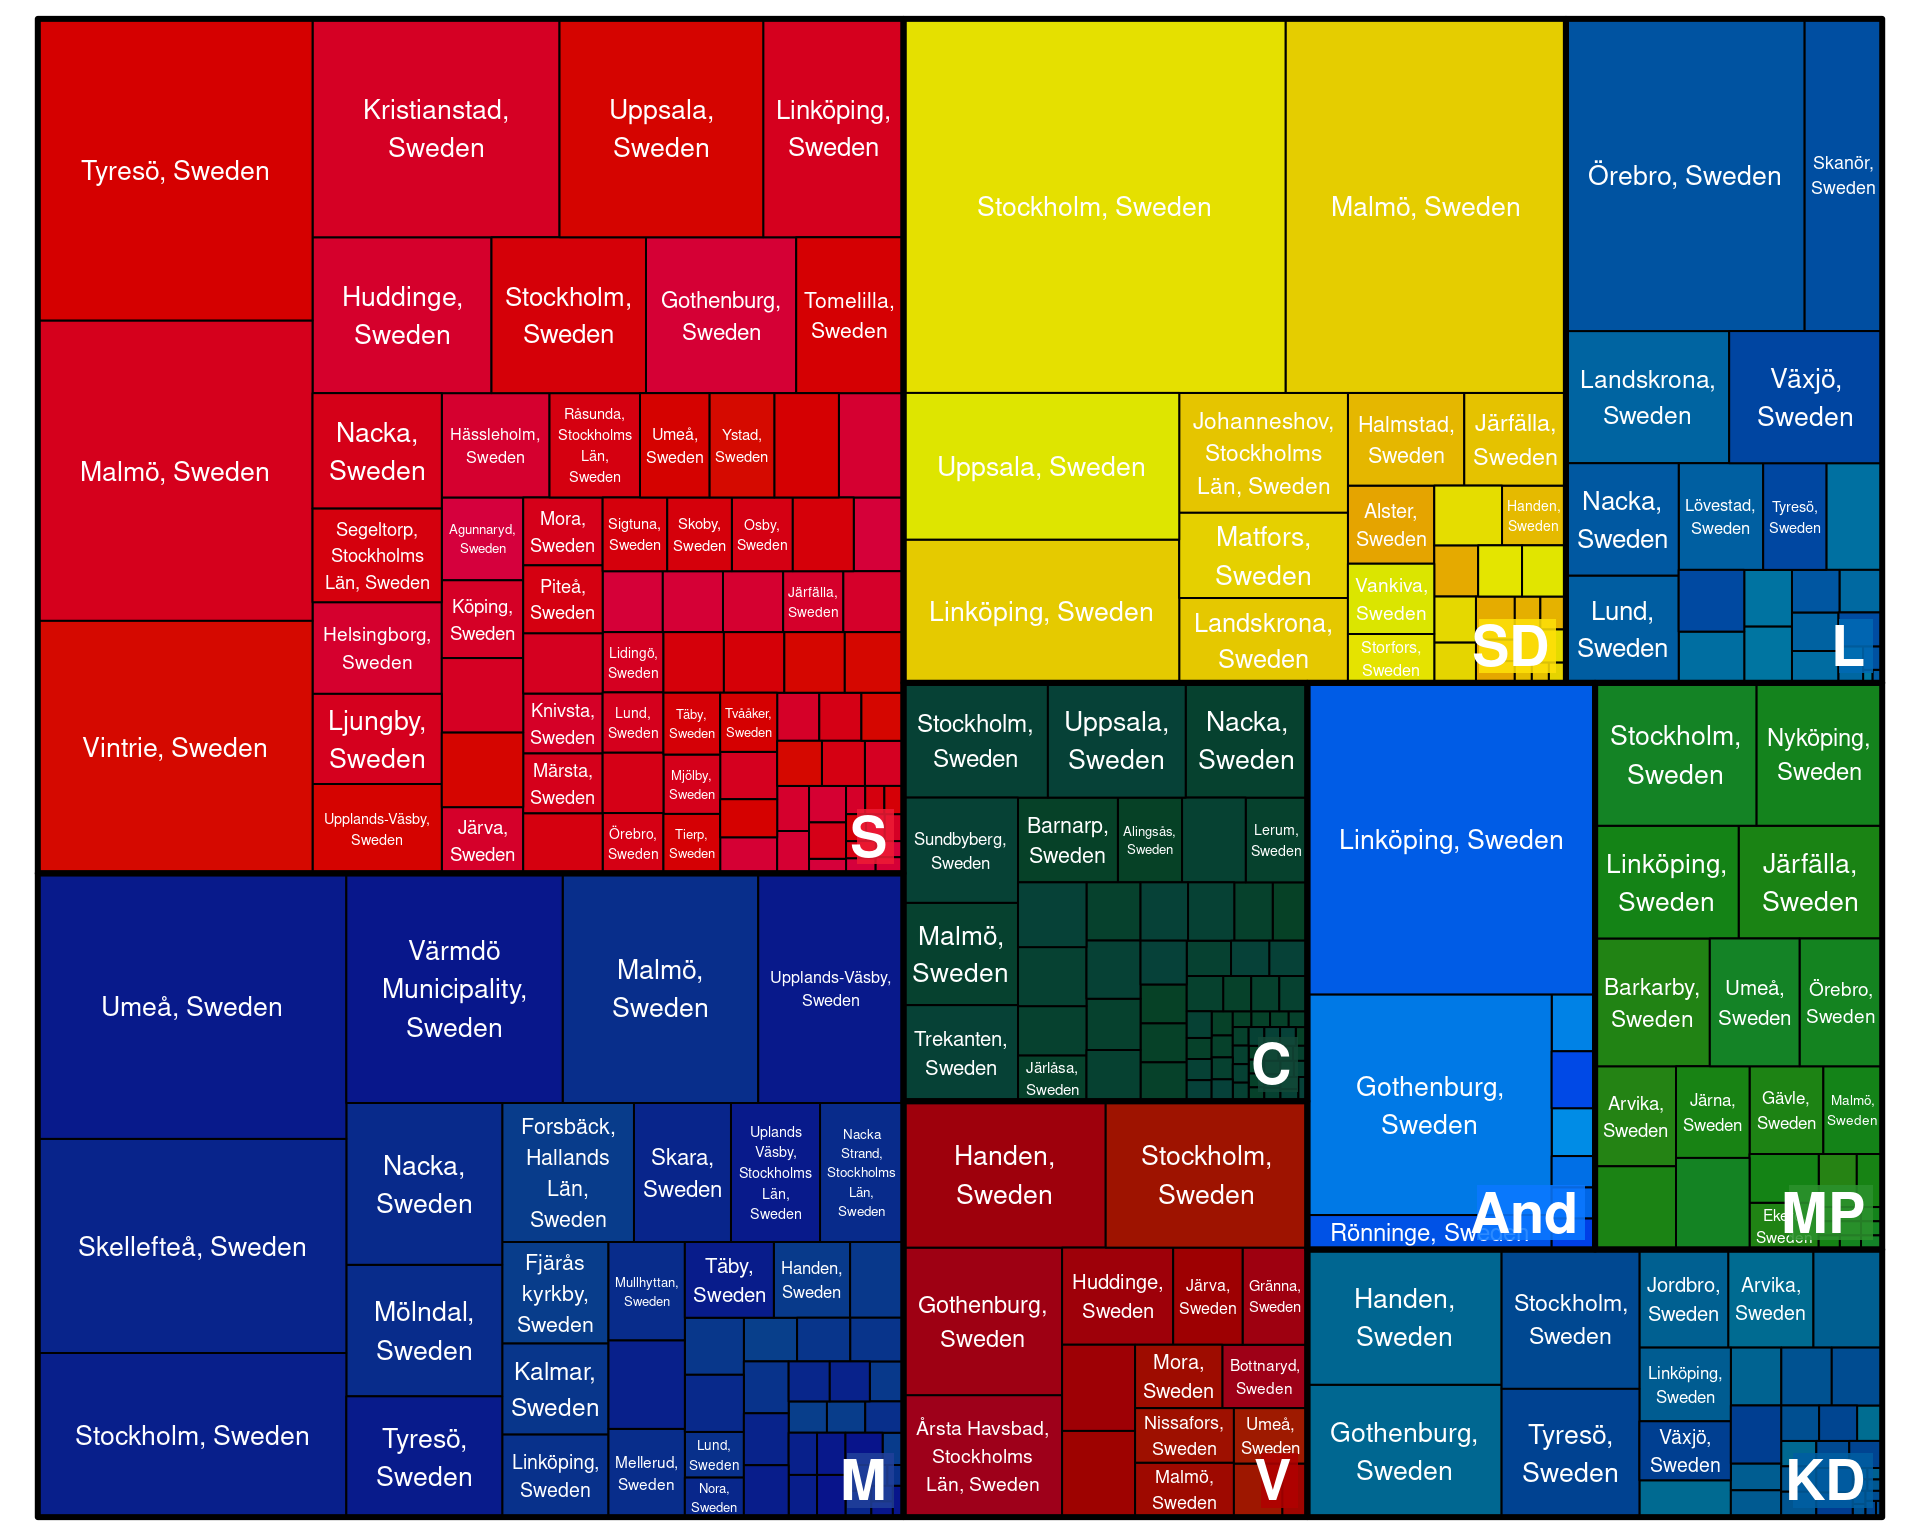 Tyresö, Sweden
Malmö, Sweden
Vintrie, Sweden
Kristianstad,
Sweden
Uppsala,
Sweden
Linköping,
Sweden
Huddinge,
Sweden
Stockholm,
Sweden
Gothenburg,
Sweden
Tomelilla,
Sweden
Nacka,
Sweden
Segeltorp,
Stockholms
Län, Sweden
Helsingborg,
Sweden
Ljungby,
Sweden
Upplands-Väsby,
Sweden
Hässleholm,
Sweden
Råsunda,
Stockholms
Län,
Sweden
Umeå,
Sweden
Ystad,
Sweden
Agunnaryd,
Sweden
Köping,
Sweden
Järva,
Sweden
Mora,
Sweden
Piteå,
Sweden
Knivsta,
Sweden
Märsta,
Sweden
Sigtuna,
Sweden
Skoby,
Sweden
Osby,
Sweden
Järfälla,
Sweden
Lidingö,
Sweden
Lund,
Sweden
Örebro,
Sweden
Täby,
Sweden
Mjölby,
Sweden
Tierp,
Sweden
Tvååker,
Sweden
S
Umeå, Sweden
Skellefteå, Sweden
Stockholm, Sweden
Värmdö
Municipality,
Sweden
Malmö,
Sweden
Upplands-Väsby,
Sweden
Nacka,
Sweden
Mölndal,
Sweden
Tyresö,
Sweden
Forsbäck,
Hallands
Län,
Sweden
Skara,
Sweden
Uplands
Väsby,
Stockholms
Län,
Sweden
Nacka
Strand,
Stockholms
Län,
Sweden
Fjärås
kyrkby,
Sweden
Kalmar,
Sweden
Linköping,
Sweden
Mullhyttan,
Sweden
Mellerud,
Sweden
Täby,
Sweden
Handen,
Sweden
Lund,
Sweden
Nora,
Sweden
M
Stockholm, Sweden
Malmö, Sweden
Uppsala, Sweden
Linköping, Sweden
Johanneshov,
Stockholms
Län, Sweden
Matfors,
Sweden
Landskrona,
Sweden
Halmstad,
Sweden
Järfälla,
Sweden
Alster,
Sweden
Handen,
Sweden
Vankiva,
Sweden
Storfors,
Sweden
SD
Örebro, Sweden
Skanör,
Sweden
Landskrona,
Sweden
Växjö,
Sweden
Nacka,
Sweden
Lund,
Sweden
Lövestad,
Sweden
Tyresö,
Sweden
L
Stockholm,
Sweden
Uppsala,
Sweden
Nacka,
Sweden
Sundbyberg,
Sweden
Malmö,
Sweden
Trekanten,
Sweden
Barnarp,
Sweden
Alingsås,
Sweden
Lerum,
Sweden
Järlåsa,
Sweden
C
Handen,
Sweden
Stockholm,
Sweden
Gothenburg,
Sweden
Årsta Havsbad,
Stockholms
Län, Sweden
Huddinge,
Sweden
Järva,
Sweden
Gränna,
Sweden
Mora,
Sweden
Bottnaryd,
Sweden
Nissafors,
Sweden
Umeå,
Sweden
Malmö,
Sweden
V
Linköping, Sweden
Gothenburg,
Sweden
Rönninge, Sweden
And
Stockholm,
Sweden
Nyköping,
Sweden
Linköping,
Sweden
Järfälla,
Sweden
Barkarby,
Sweden
Umeå,
Sweden
Örebro,
Sweden
Arvika,
Sweden
Järna,
Sweden
Gävle,
Sweden
Malmö,
Sweden
Sweden
MP
Handen,
Sweden
Gothenburg,
Sweden
Stockholm,
Sweden
Tyresö,
Sweden
Jordbro,
Sweden
Arvika,
Sweden
Linköping,
Sweden
Växjö,
Sweden
KD